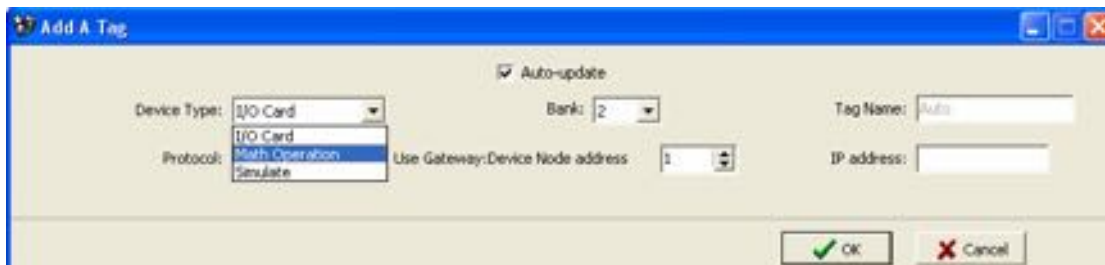 Add A Tag
Auto-update
Device Type: I/O Card Bank: 2 Tag Name: Auto
I/O Card
Math Operation
Simulate
Protocol: Use Gateway:Device Node address 1 IP address:
OK Cancel